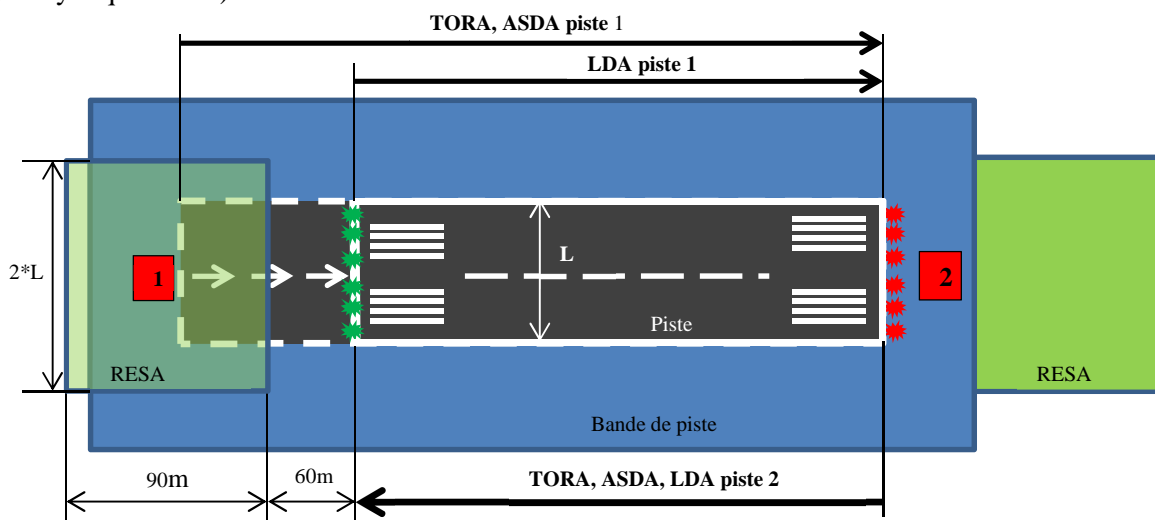 TORA, ASDA piste 1
LDA piste 1
2*L
1
L
2
Piste
RESA
RESA
Bande de piste
90m
60m
TORA, ASDA, LDA piste 2